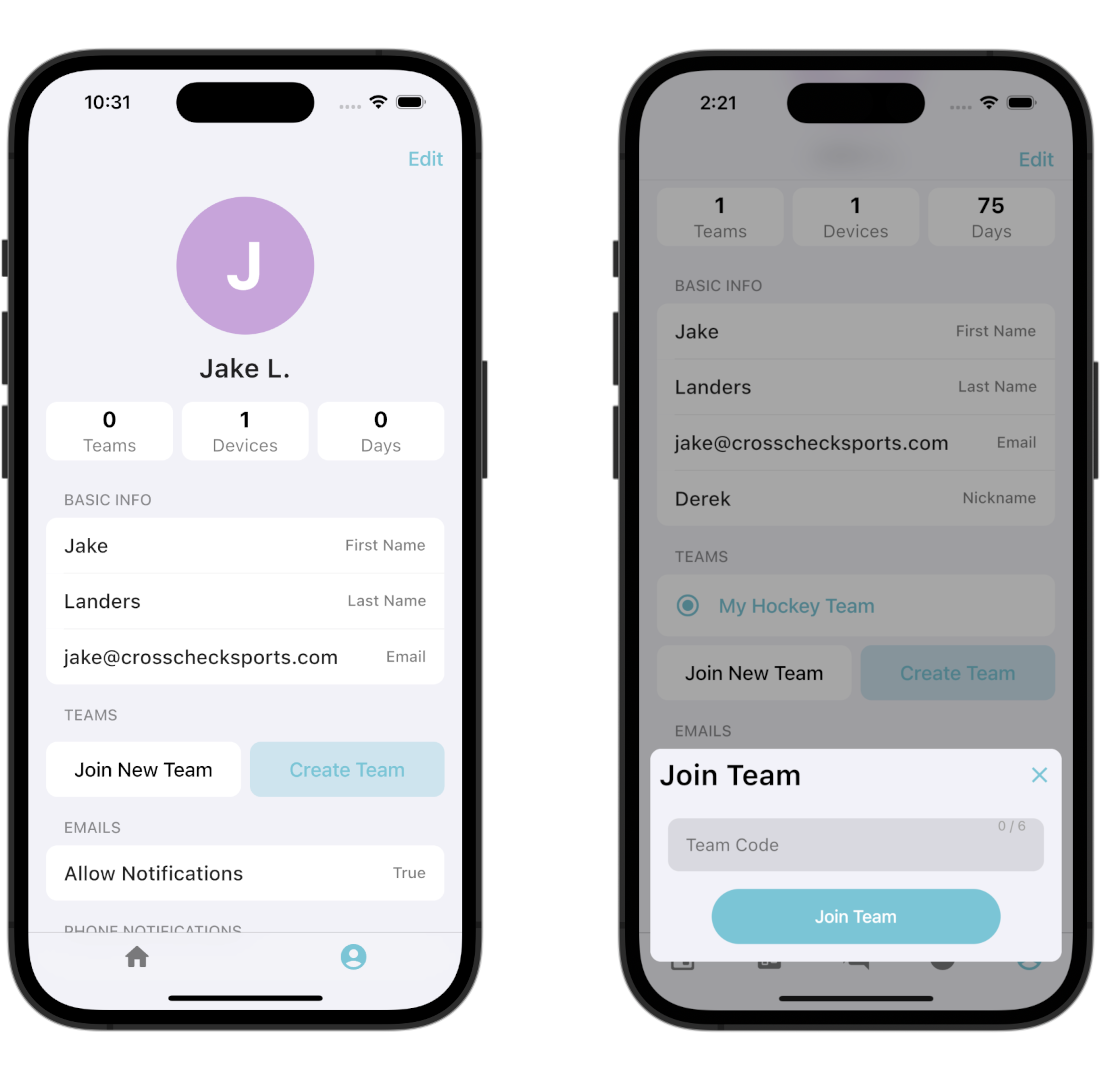 10:31
Edit
J
Jake L.
0 1 0
Teams Devices Days
BASIC INFO
Jake First Name
Landers Last Name
jake@crosschecksports.com Email
TEAMS
Join New Team Create Team
EMAILS
Allow Notifications True
PHONE NOTIFICATIONS
2:21
Edit
1 1 75
Teams Devices Days
BASIC INFO
Jake First Name
Landers Last Name
jake@crosschecksports.com Email
Derek Nickname
TEAMS
My Hockey Team
Join New Team Create Team
EMAILS
Join Team
0 / 6
Team Code
Join Team